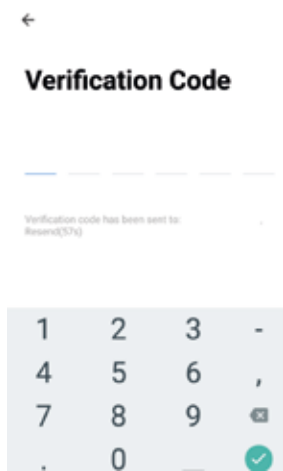 Verification Code
Verification code has been sent to:
Resend(57s)
1 2 3 -
4 5 6 ,
7 8 9
. 0 _